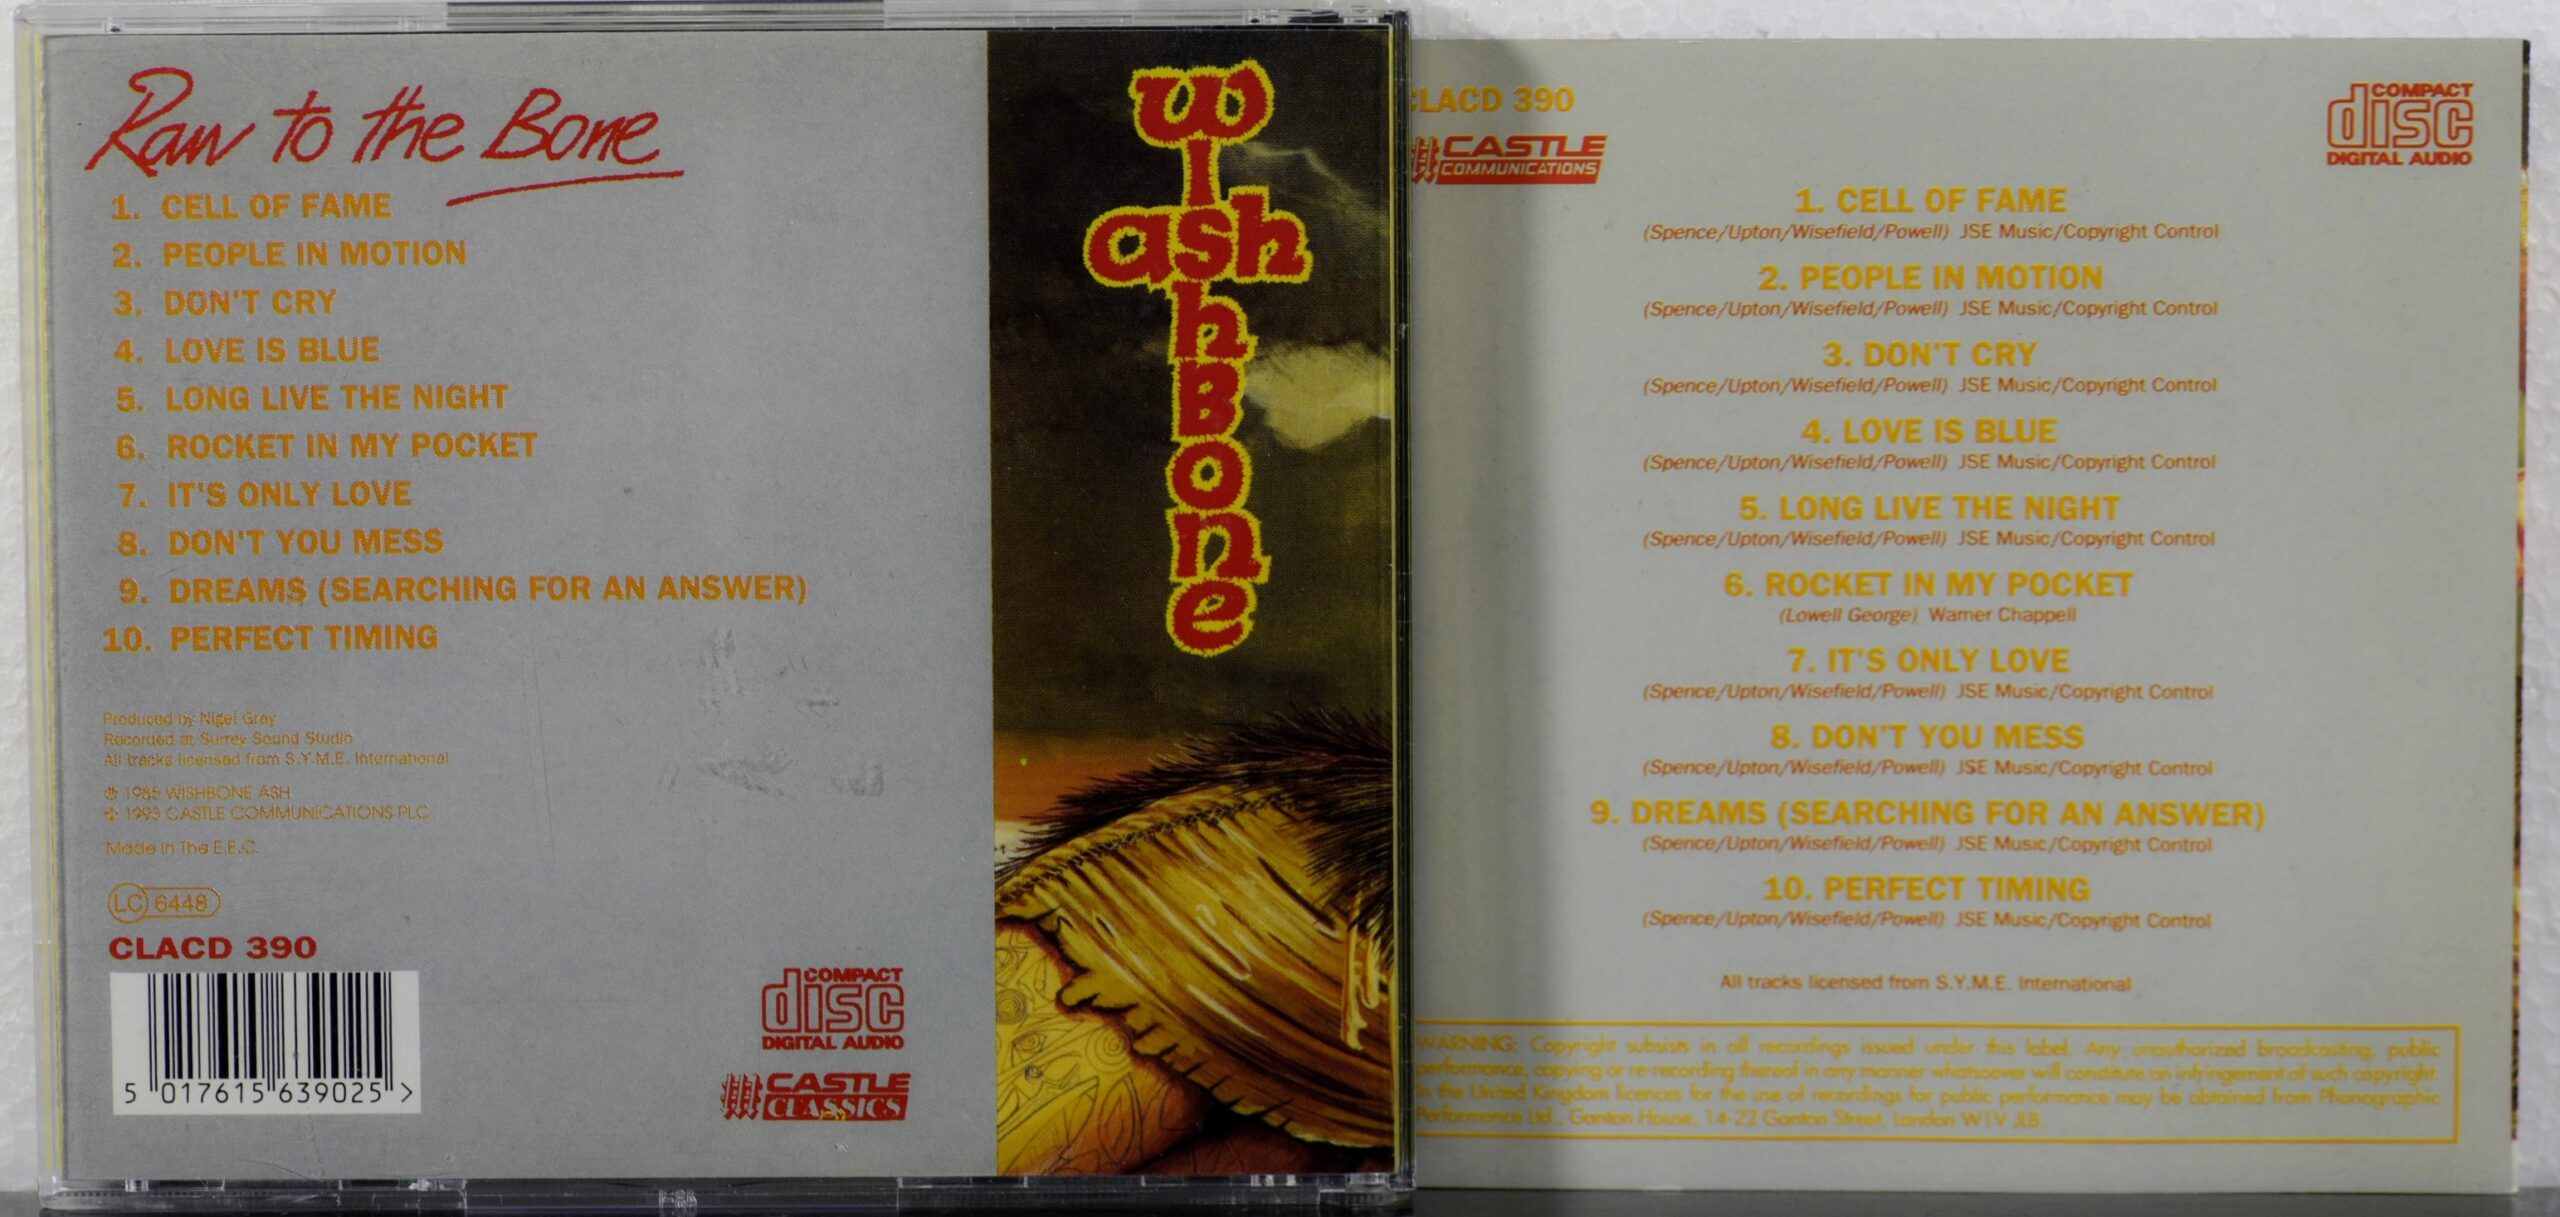 Raw to the Bone
1. CELL OF FAME
2. PEOPLE IN MOTION
3. DON'T CRY
4. LOVE IS BLUE
5. LONG LIVE THE NIGHT
6. ROCKET IN MY POCKET
7. IT'S ONLY LOVE
8. DON'T YOU MESS
9. DREAMS (SEARCHING FOR AN ANSWER)
10. PERFECT TIMING
Produced by Nigel Gray
Recorded at Surrey Sound Studio
All tracks licensed from S.Y.M.E. International
℗ 1985 WISHBONE ASH
© 1993 CASTLE COMMUNICATIONS PLC
Made in The E.E.C.
LC 6448
CLACD 390
5 017615 639025 >
COMPACT
disc
DIGITAL AUDIO
CASTLE
CLASSICS
w
i
ash
h
B
o
n
e
CLACD 390
CASTLE
COMMUNICATIONS
COMPACT
disc
DIGITAL AUDIO
1. CELL OF FAME
(Spence/Upton/Wisefield/Powell) JSE Music/Copyright Control
2. PEOPLE IN MOTION
(Spence/Upton/Wisefield/Powell) JSE Music/Copyright Control
3. DON'T CRY
(Spence/Upton/Wisefield/Powell) JSE Music/Copyright Control
4. LOVE IS BLUE
(Spence/Upton/Wisefield/Powell) JSE Music/Copyright Control
5. LONG LIVE THE NIGHT
(Spence/Upton/Wisefield/Powell) JSE Music/Copyright Control
6. ROCKET IN MY POCKET
(Lowell George) Warner Chappell
7. IT'S ONLY LOVE
(Spence/Upton/Wisefield/Powell) JSE Music/Copyright Control
8. DON'T YOU MESS
(Spence/Upton/Wisefield/Powell) JSE Music/Copyright Control
9. DREAMS (SEARCHING FOR AN ANSWER)
(Spence/Upton/Wisefield/Powell) JSE Music/Copyright Control
10. PERFECT TIMING
(Spence/Upton/Wisefield/Powell) JSE Music/Copyright Control
All tracks licensed from S.Y.M.E. International
WARNING: Copyright subsists in all recordings issued under this label. Any unauthorized broadcasting, public
performance, copying or re-recording thereof in any manner whatsoever will constitute an infringement of such copyright.
In the United Kingdom licences for the use of recordings for public performance may be obtained from Phonographic
Performance Ltd., Ganton House, 14-22 Ganton Street, London W1V 1LB.